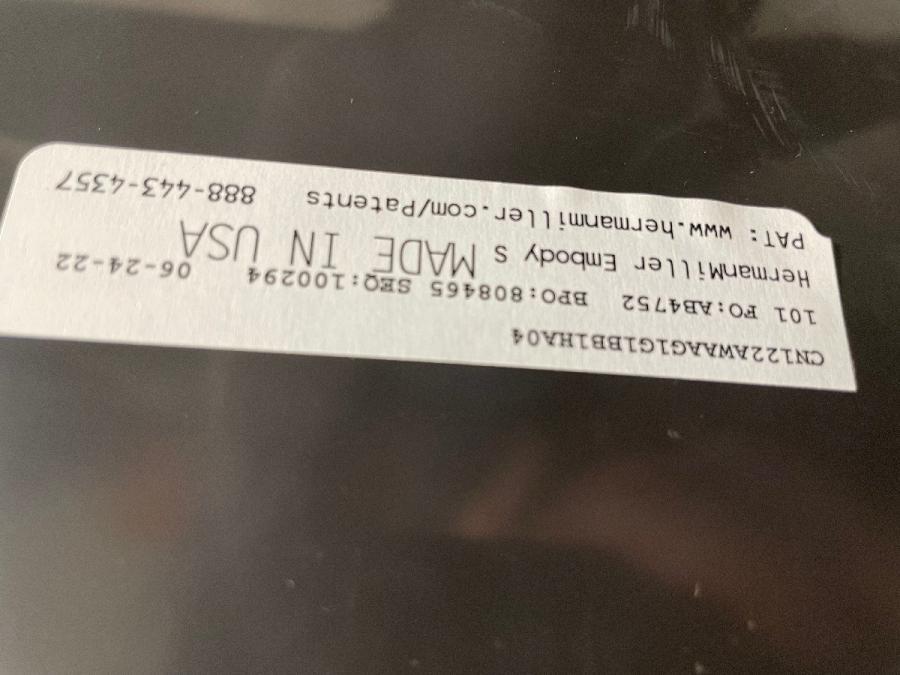 CN122AWAAG1G1BB1HA04
101 FO:AB4752 BPO:808465 SEQ:100294 06-24-22
HermanMiller Embody S MADE IN USA
PAT: www.hermanmiller.com/Patents 888-443-4357